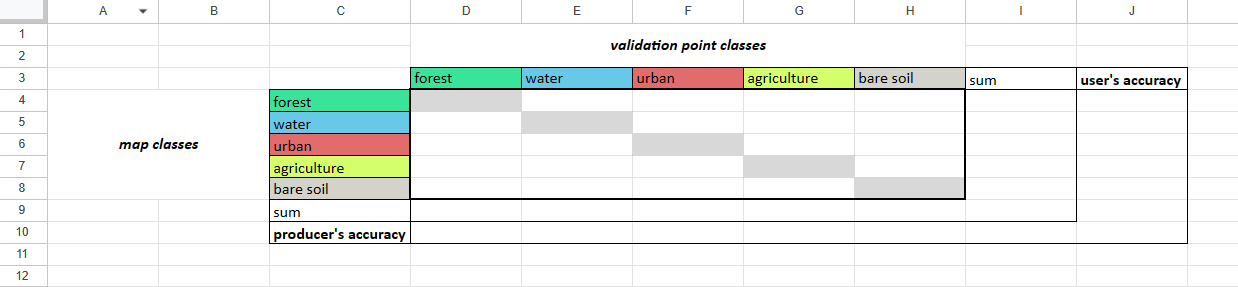 A B C D E F G H I J
1 validation point classes
2
3 forest water urban agriculture bare soil sum user's accuracy
4 forest
5 water
6 map classes urban
7 agriculture
8 bare soil
9 sum
10 producer's accuracy
11
12